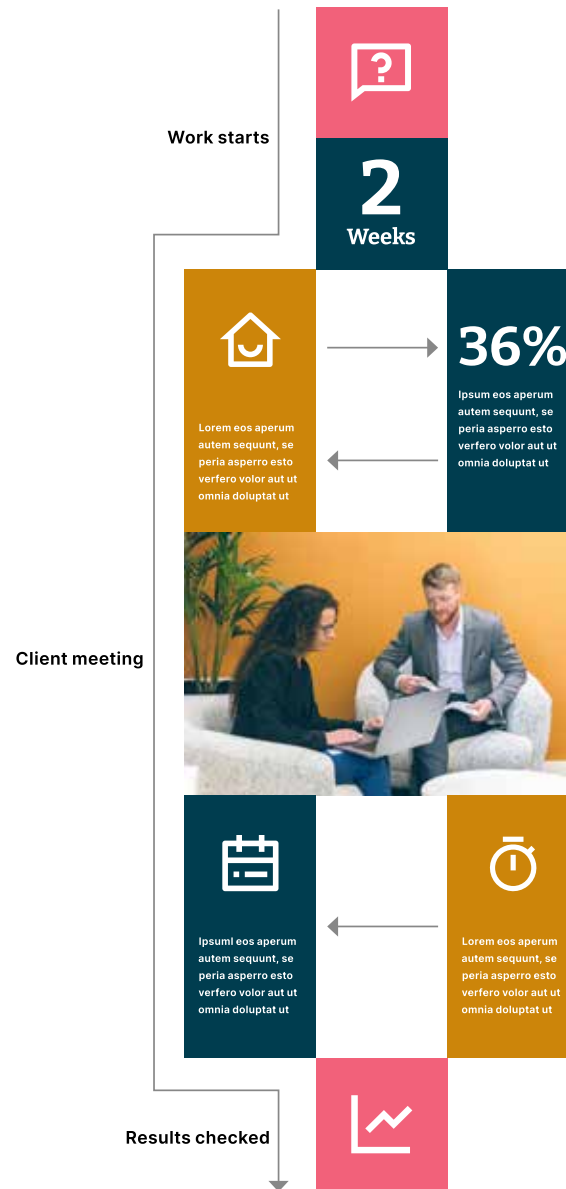 ?
Work starts
2
Weeks
36%
Ipsum eos aperum
autem sequunt, se
peria asperro esto
verfero volor aut ut
omnia doluptat ut
Lorem eos aperum
autem sequunt, se
peria asperro esto
verfero volor aut ut
omnia doluptat ut
Client meeting
Ipsuml eos aperum
autem sequunt, se
peria asperro esto
verfero volor aut ut
omnia doluptat ut
Lorem eos aperum
autem sequunt, se
peria asperro esto
verfero volor aut ut
omnia doluptat ut
Results checked